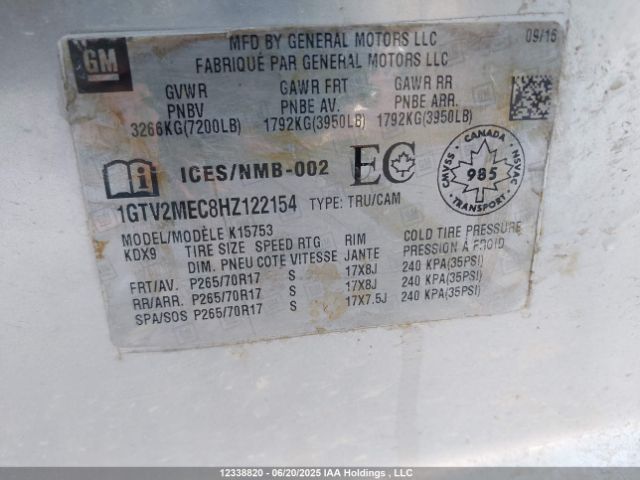 GM
MFD BY GENERAL MOTORS LLC 09/16
FABRIQUÉ PAR GENERAL MOTORS LLC
GVWR GAWR FRT GAWR RR
PNBV PNBE AV. PNBE ARR.
3266KG(7200LB) 1792KG(3950LB) 1792KG(3950LB)
ICES/NMB-002 EC
CANADA
CMVSS 985 NSVAC
TRANSPORT
1GTV2MEC8HZ122154 TYPE: TRU/CAM
MODEL/MODÈLE K15753
KDX9 TIRE SIZE SPEED RTG RIM COLD TIRE PRESSURE
DIM. PNEU COTE VITESSE JANTE PRESSION À FROID
FRT/AV. P265/70R17 S 17X8J 240 KPA(35PSI)
RR/ARR. P265/70R17 S 17X8J 240 KPA(35PSI)
SPA/SOS P265/70R17 S 17X7.5J 240 KPA(35PSI)
12338820 - 06/20/2025 IAA Holdings , LLC